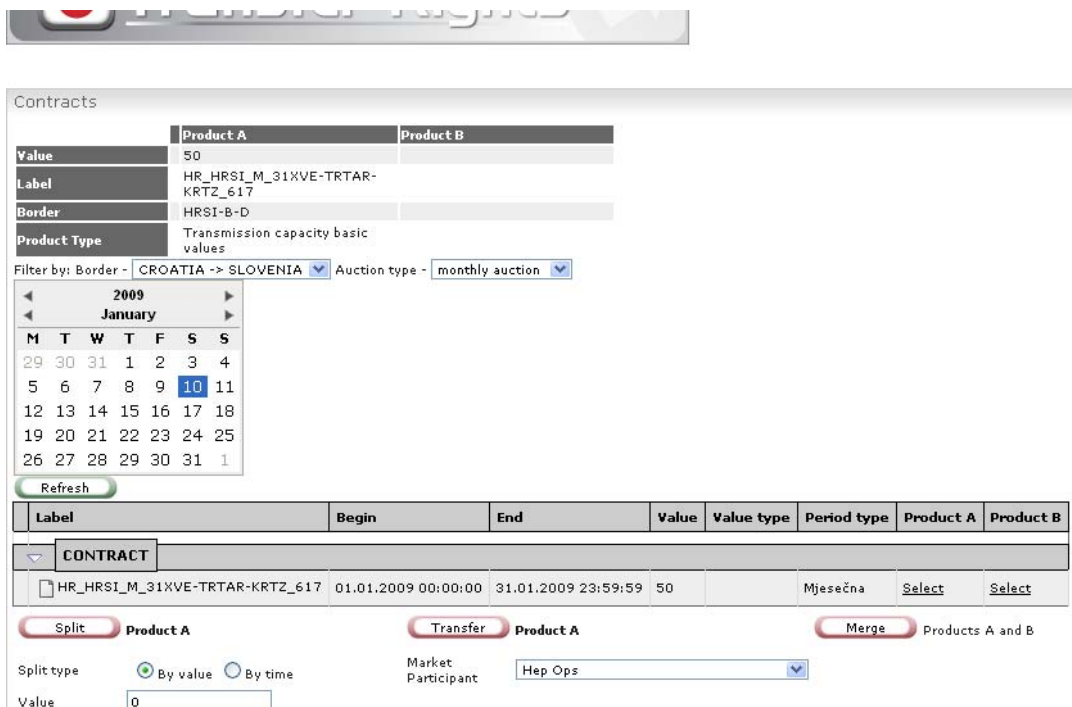 Transfer Rights
Contracts
Product A Product B
Value 50
Label HR_HRSI_M_31XVE-TRTAR-
KRTZ_617
Border HRSI-B-D
Product Type Transmission capacity basic
values
Filter by: Border - CROATIA -> SLOVENIA Auction type - monthly auction
2009
January
M T W T F S S
29 30 31 1 2 3 4
5 6 7 8 9 10 11
12 13 14 15 16 17 18
19 20 21 22 23 24 25
26 27 28 29 30 31 1
Refresh
Label Begin End Value Value type Period type Product A Product B
CONTRACT
HR_HRSI_M_31XVE-TRTAR-KRTZ_617 01.01.2009 00:00:00 31.01.2009 23:59:59 50 Mjesečna Select Select
Split Product A Transfer Product A Merge Products A and B
Split type By value By time Market
Participant Hep Ops
Value 0